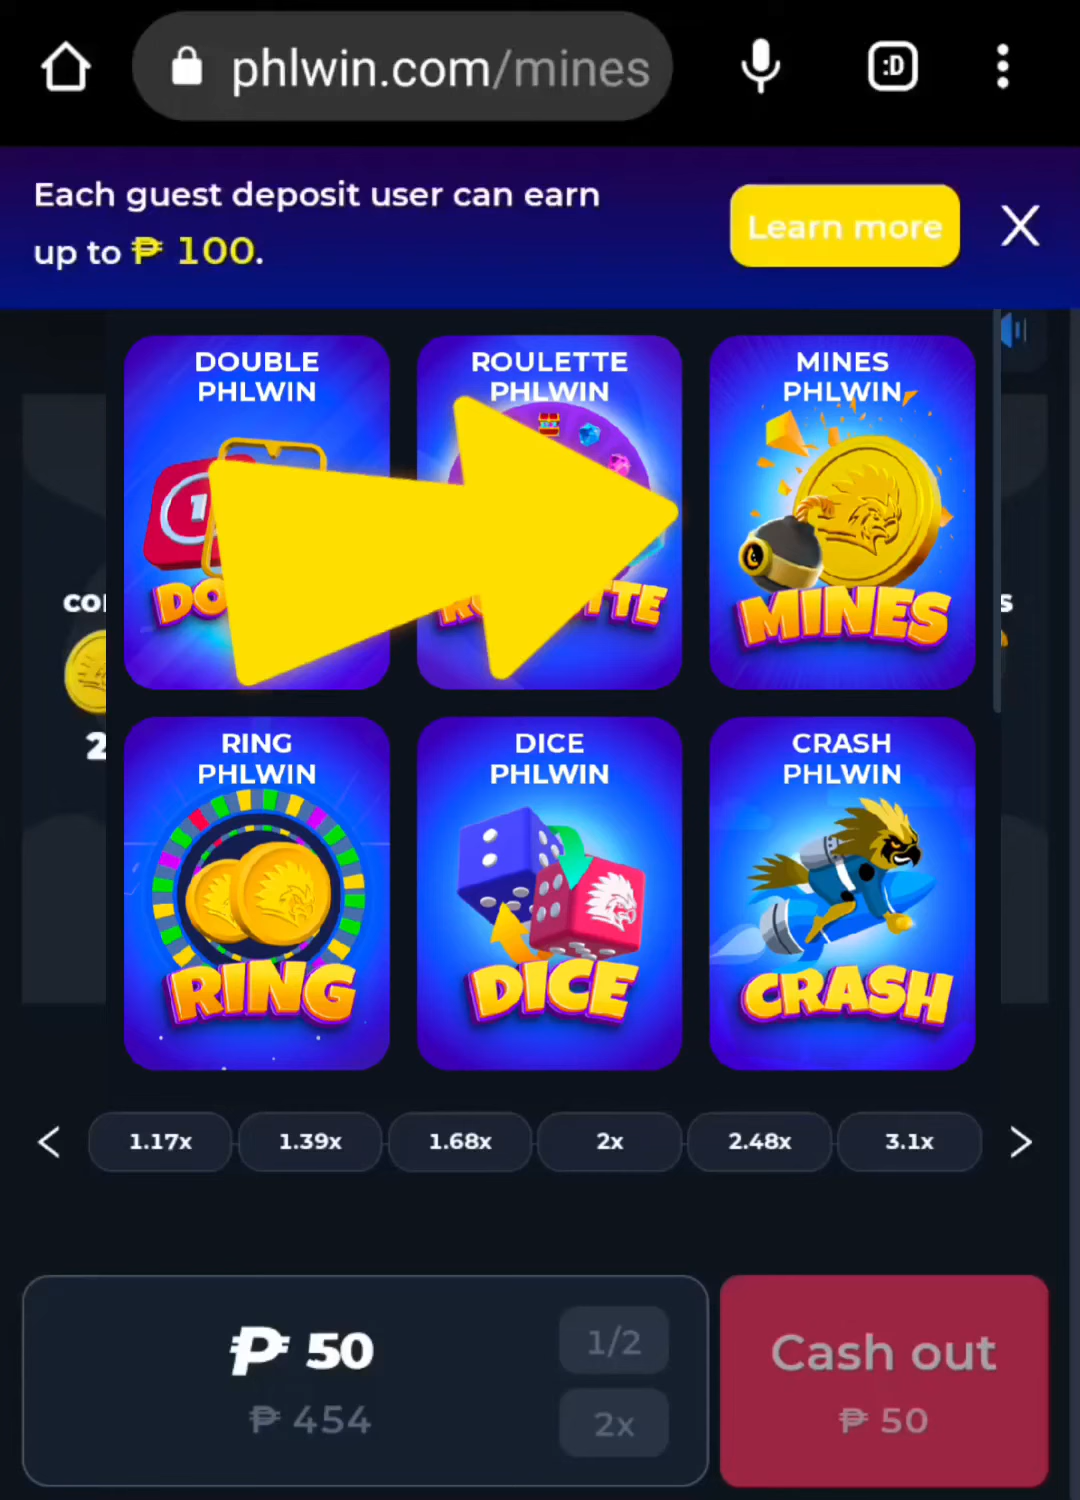 phlwin.com/mines
:D
Each guest deposit user can earn
up to ₱ 100.
Learn more
DOUBLE
PHLWIN
ROULETTE
PHLWIN
MINES
PHLWIN
MINES
2
RING
PHLWIN
DICE
PHLWIN
CRASH
PHLWIN
RING
DICE
CRASH
1.17x
1.39x
1.68x
2x
2.48x
3.1x
₱ 50
₱ 454
1/2
2x
Cash out
₱ 50